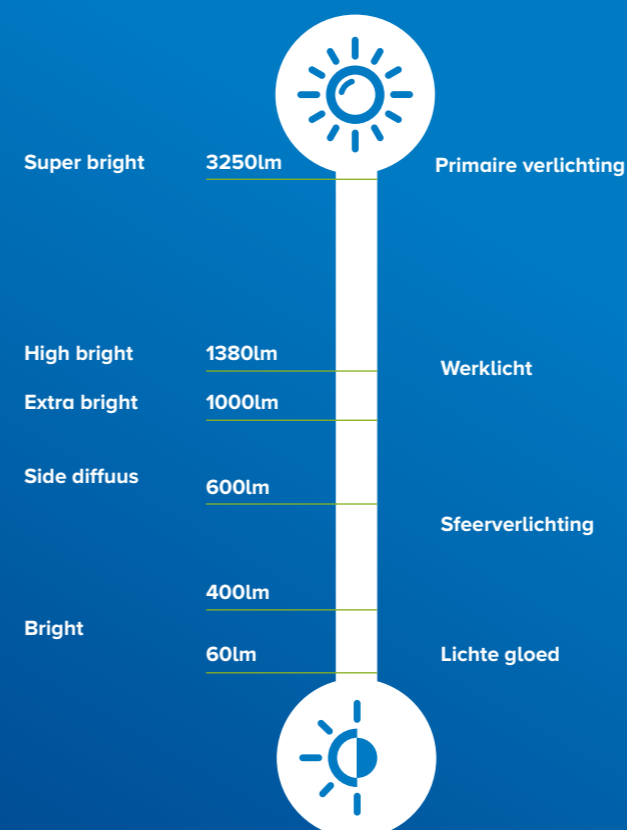 Super bright 3250lm Primaire verlichting
High bright 1380lm Werklicht
Extra bright 1000lm
Side diffuus 600lm
Sfeerverlichting
400lm
Bright
60lm Lichte gloed